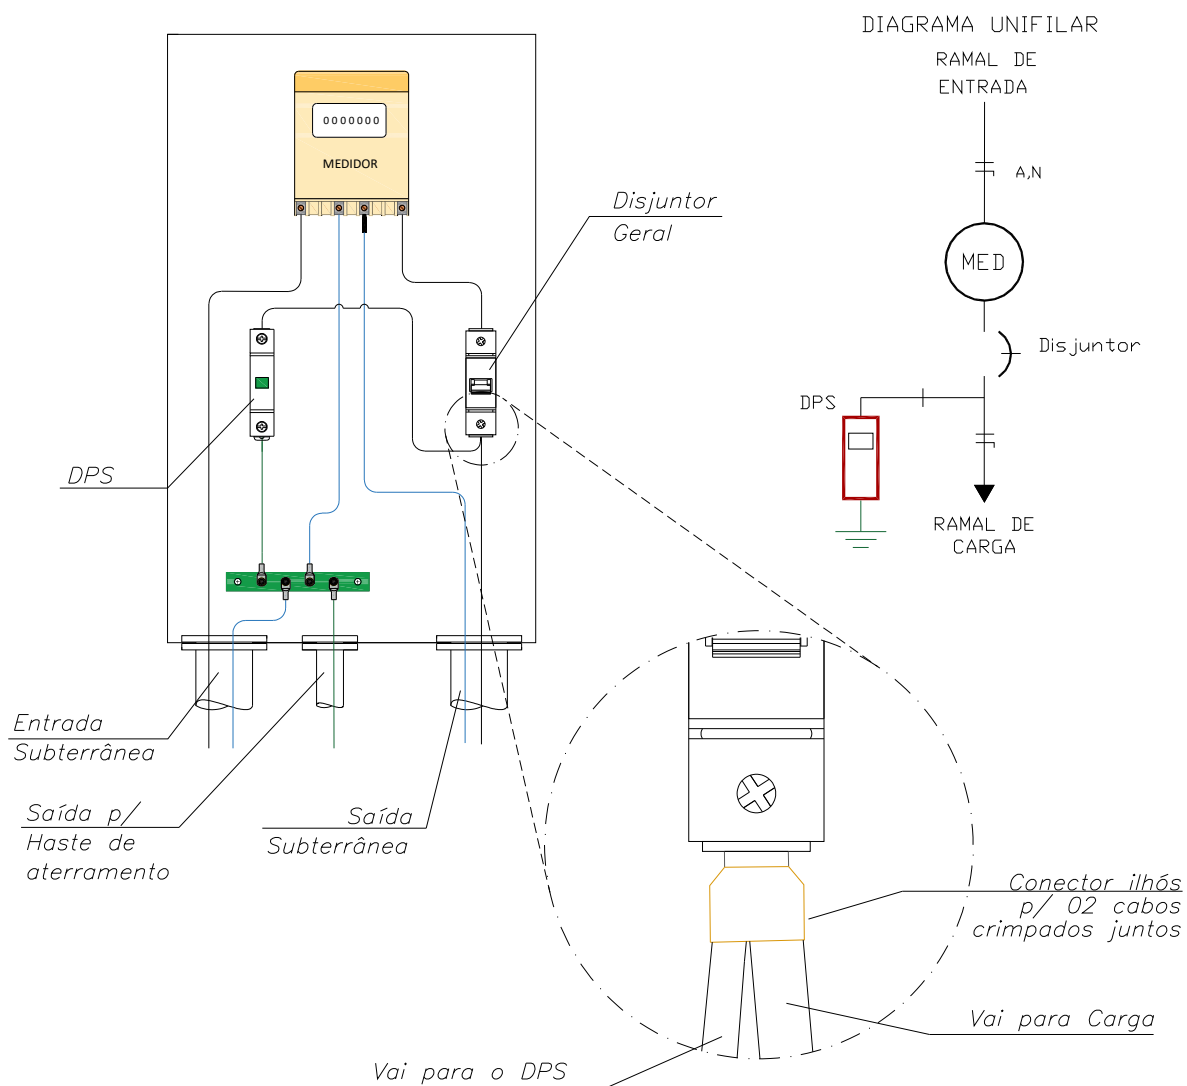 DIAGRAMA UNIFILAR
RAMAL DE
ENTRADA
A,N
MED
Disjuntor
DPS
RAMAL DE
CARGA
0000000
MEDIDOR
Disjuntor
Geral
DPS
Entrada
Subterrânea
Saída p/
Haste de
aterramento
Saída
Subterrânea
Conector ilhós
p/ 02 cabos
crimpados juntos
Vai para Carga
Vai para o DPS